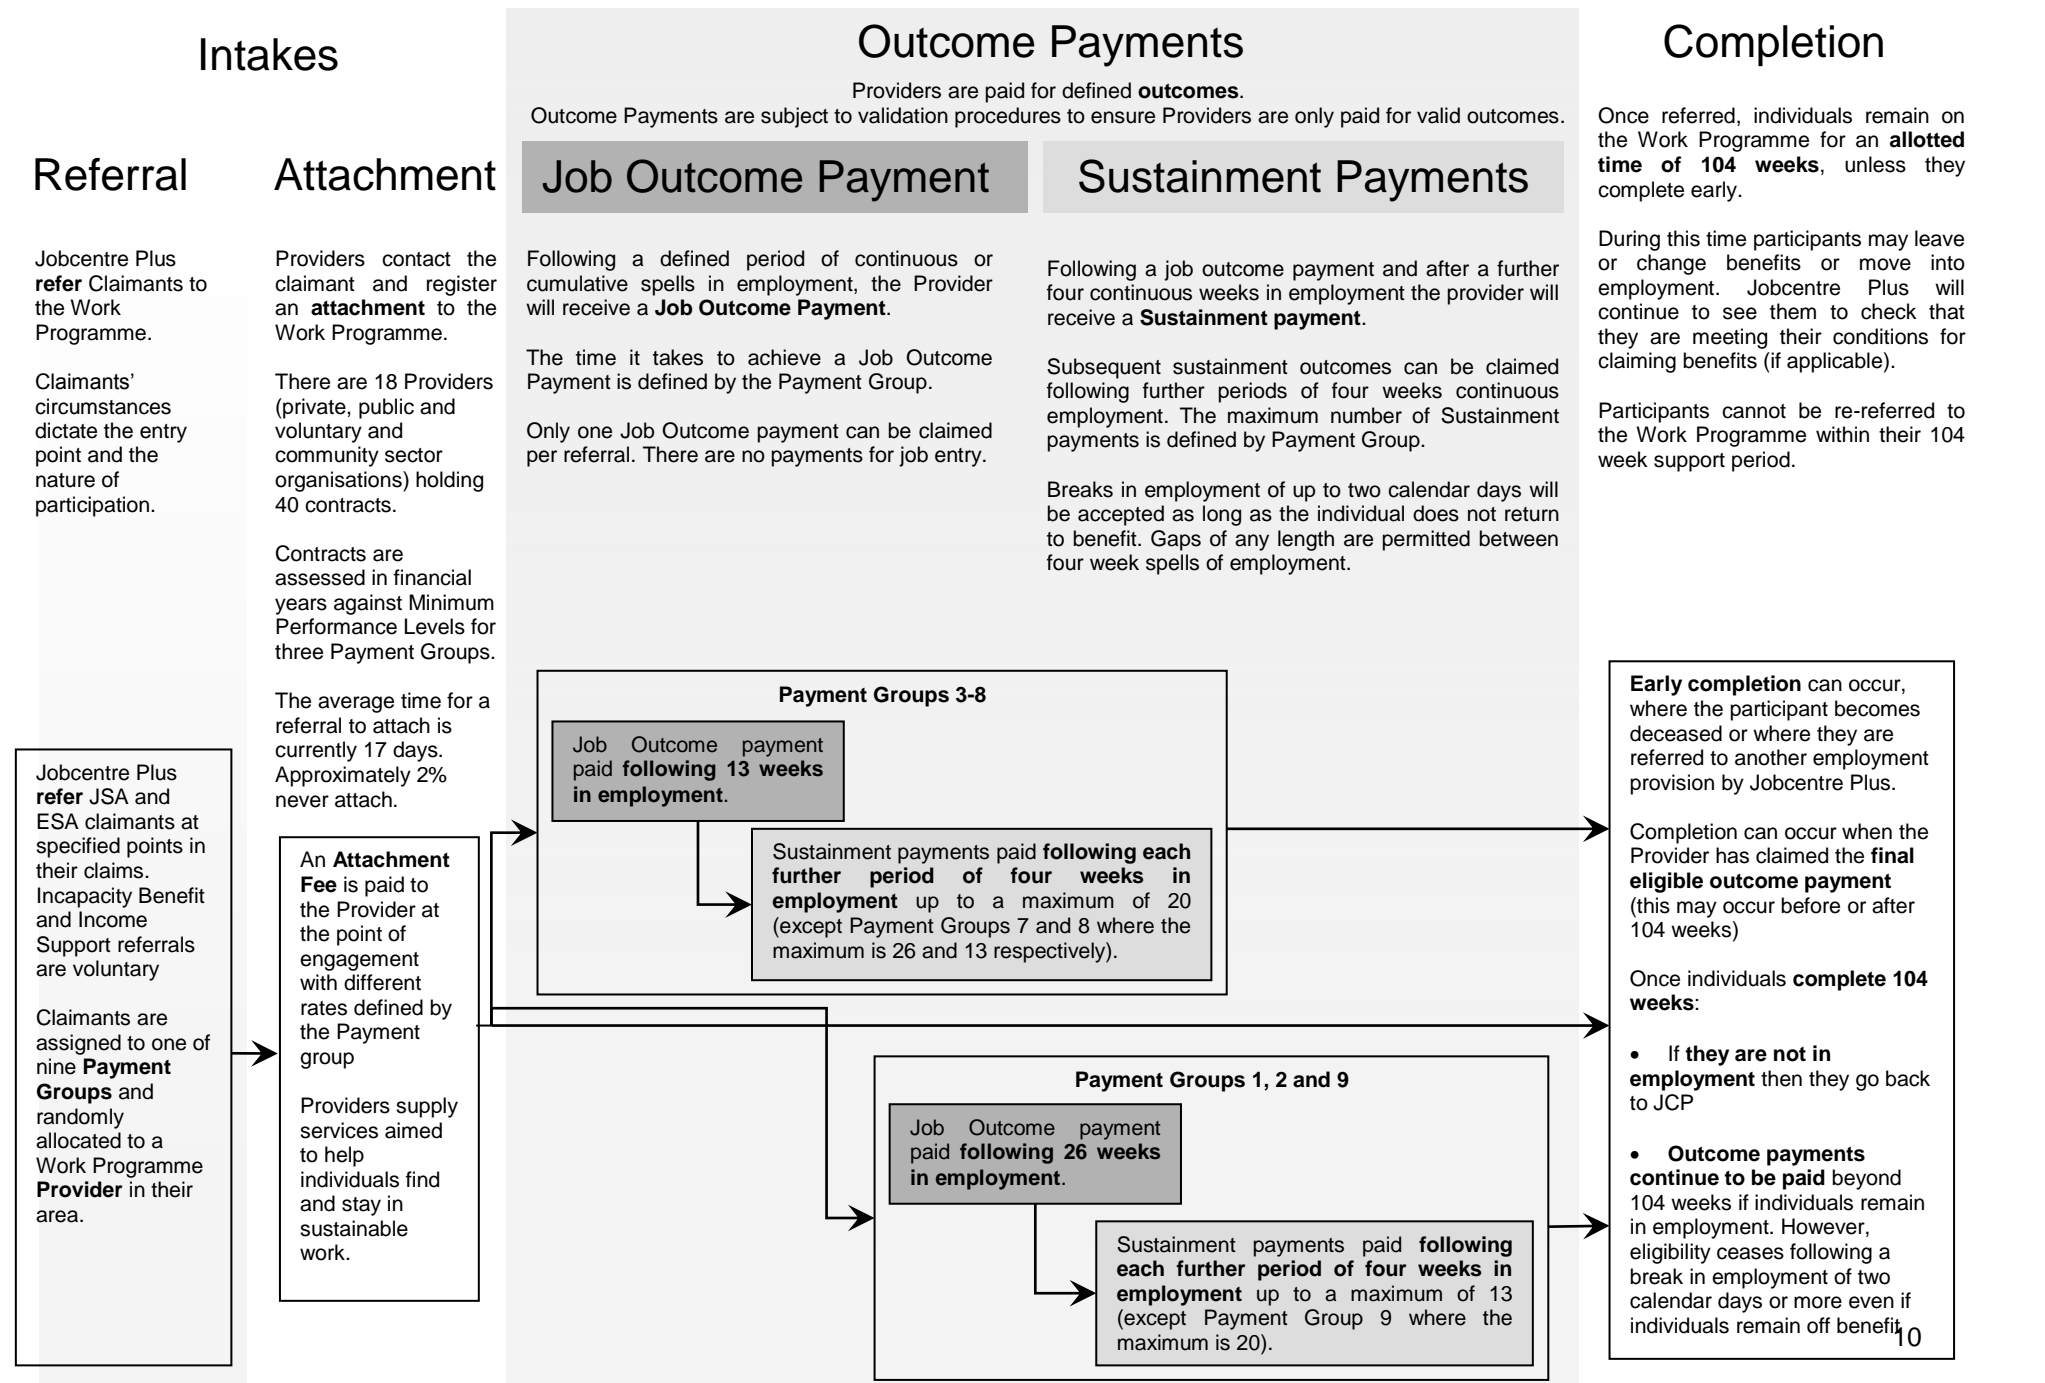 Intakes
Referral
Jobcentre Plus
refer Claimants to
the Work
Programme.
Claimants’
circumstances
dictate the entry
point and the
nature of
participation.
Jobcentre Plus
refer JSA and
ESA claimants at
specified points in
their claims.
Incapacity Benefit
and Income
Support referrals
are voluntary
Claimants are
assigned to one of
nine Payment
Groups and
randomly
allocated to a
Work Programme
Provider in their
area.
Attachment
Providers contact the
claimant and register
an attachment to the
Work Programme.
There are 18 Providers
(private, public and
voluntary and
community sector
organisations) holding
40 contracts.
Contracts are
assessed in financial
years against Minimum
Performance Levels for
three Payment Groups.
The average time for a
referral to attach is
currently 17 days.
Approximately 2%
never attach.
An Attachment
Fee is paid to
the Provider at
the point of
engagement
with different
rates defined by
the Payment
group
Providers supply
services aimed
to help
individuals find
and stay in
sustainable
work.
Outcome Payments
Providers are paid for defined outcomes.
Outcome Payments are subject to validation procedures to ensure Providers are only paid for valid outcomes.
Job Outcome Payment
Following a defined period of continuous or
cumulative spells in employment, the Provider
will receive a Job Outcome Payment.
The time it takes to achieve a Job Outcome
Payment is defined by the Payment Group.
Only one Job Outcome payment can be claimed
per referral. There are no payments for job entry.
Sustainment Payments
Following a job outcome payment and after a further
four continuous weeks in employment the provider will
receive a Sustainment payment.
Subsequent sustainment outcomes can be claimed
following further periods of four weeks continuous
employment. The maximum number of Sustainment
payments is defined by Payment Group.
Breaks in employment of up to two calendar days will
be accepted as long as the individual does not return
to benefit. Gaps of any length are permitted between
four week spells of employment.
Payment Groups 3-8
Job Outcome payment
paid following 13 weeks
in employment.
Sustainment payments paid following each
further period of four weeks in
employment up to a maximum of 20
(except Payment Groups 7 and 8 where the
maximum is 26 and 13 respectively).
Payment Groups 1, 2 and 9
Job Outcome payment
paid following 26 weeks
in employment.
Sustainment payments paid following
each further period of four weeks in
employment up to a maximum of 13
(except Payment Group 9 where the
maximum is 20).
Completion
Once referred, individuals remain on
the Work Programme for an allotted
time of 104 weeks, unless they
complete early.
During this time participants may leave
or change benefits or move into
employment. Jobcentre Plus will
continue to see them to check that
they are meeting their conditions for
claiming benefits (if applicable).
Participants cannot be re-referred to
the Work Programme within their 104
week support period.
Early completion can occur,
where the participant becomes
deceased or where they are
referred to another employment
provision by Jobcentre Plus.
Completion can occur when the
Provider has claimed the final
eligible outcome payment
(this may occur before or after
104 weeks)
Once individuals complete 104
weeks:
• If they are not in
employment then they go back
to JCP
• Outcome payments
continue to be paid beyond
104 weeks if individuals remain
in employment. However,
eligibility ceases following a
break in employment of two
calendar days or more even if
individuals remain off benefit.
10